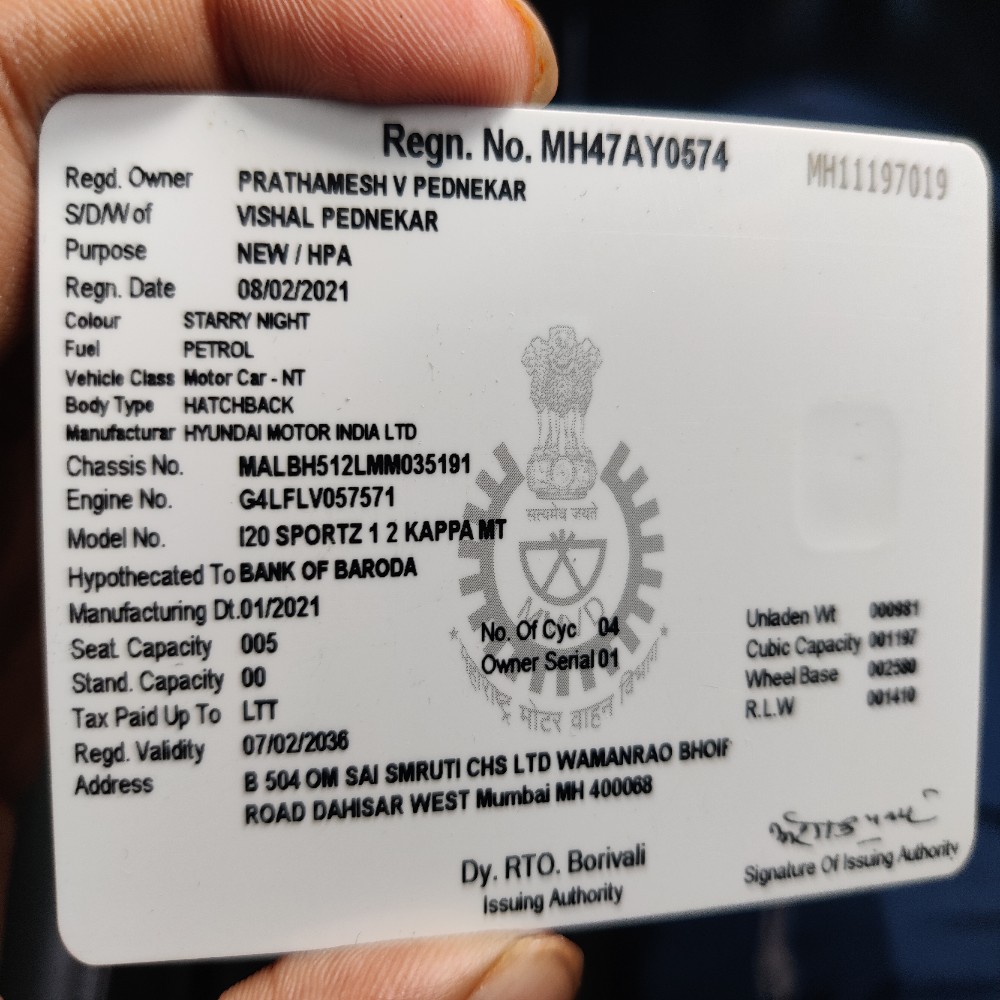 Regn. No. MH47AY0574
MH11197019
Regd. Owner PRATHAMESH V PEDNEKAR
S/D/W of VISHAL PEDNEKAR
Purpose NEW / HPA
Regn. Date 08/02/2021
Colour STARRY NIGHT
Fuel PETROL
Vehicle Class Motor Car - NT
Body Type HATCHBACK
Manufacturar HYUNDAI MOTOR INDIA LTD
Chassis No. MALBH512LMM035191
Engine No. G4LFLV057571
सत्यमेव जयते
Model No. I20 SPORTZ 1 2 KAPPA MT
Hypothecated To BANK OF BARODA
Manufacturing Dt. 01/2021
Seat Capacity 005
No. Of Cyc 04
Unladen Wt 000981
Stand. Capacity 00
Owner Serial 01
Cubic Capacity 001197
Wheel Base 002580
Tax Paid Up To LTT
R.L.W 001410
महाराष्ट्र मोटर वाहन विभाग
Regd. Validity 07/02/2036
Address B 504 OM SAI SMRUTI CHS LTD WAMANRAO BHOIF
ROAD DAHISAR WEST Mumbai MH 400068
Dy. RTO. Borivali
Issuing Authority
Signature Of Issuing Authority